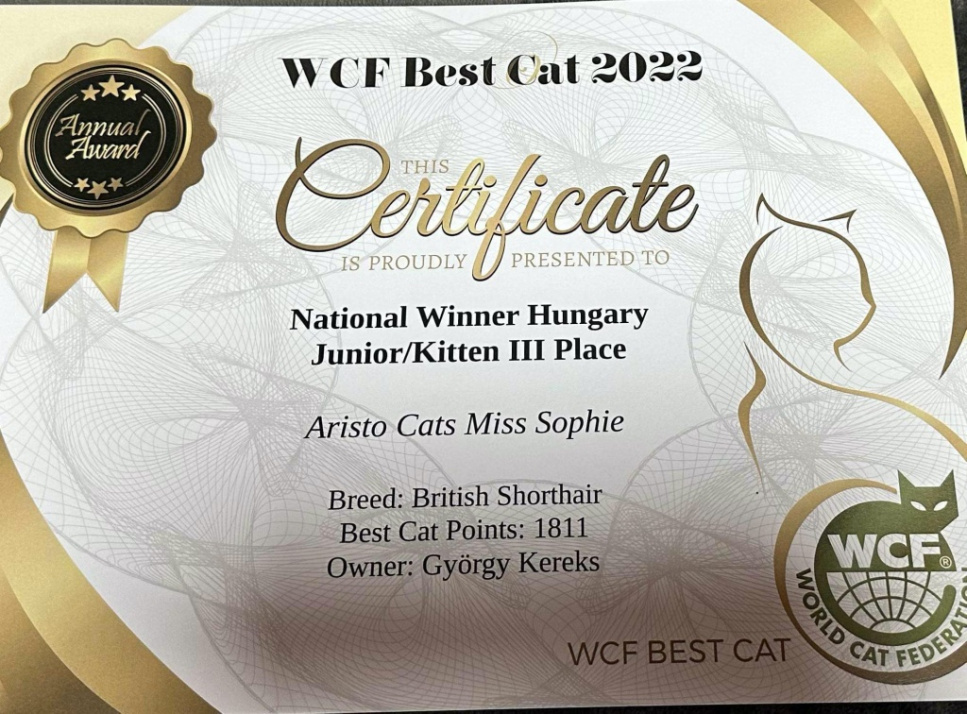 WCF Best Cat 2022
Annual
Award
THIS
Certificate
IS PROUDLY PRESENTED TO
National Winner Hungary
Junior/Kitten III Place
Aristo Cats Miss Sophie
Breed: British Shorthair
Best Cat Points: 1811
Owner: György Kereks
WCF®
WORLD CAT FEDERATION
WCF BEST CAT